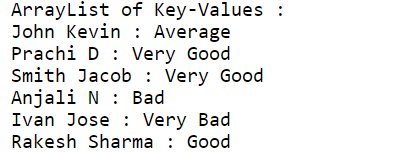 ArrayList of Key-Values :
John Kevin : Average
Prachi D : Very Good
Smith Jacob : Very Good
Anjali N : Bad
Ivan Jose : Very Bad
Rakesh Sharma : Good